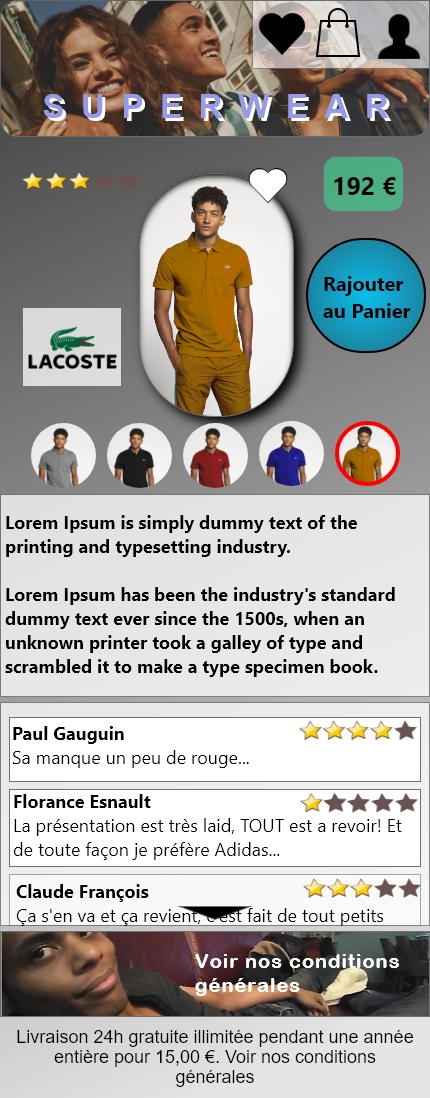 SUPERWEAR
192 €
Rajouter
au Panier
LACOSTE
Lorem Ipsum is simply dummy text of the
printing and typesetting industry.
Lorem Ipsum has been the industry's standard
dummy text ever since the 1500s, when an
unknown printer took a galley of type and
scrambled it to make a type specimen book.
Paul Gauguin
Sa manque un peu de rouge...
Florance Esnault
La présentation est très laid, TOUT est a revoir! Et
de toute façon je préfère Adidas...
Claude François
Ça s'en va et ça revient, c'est fait de tout petits
Voir nos conditions
générales
Livraison 24h gratuite illimitée pendant une année
entière pour 15,00 €. Voir nos conditions
générales